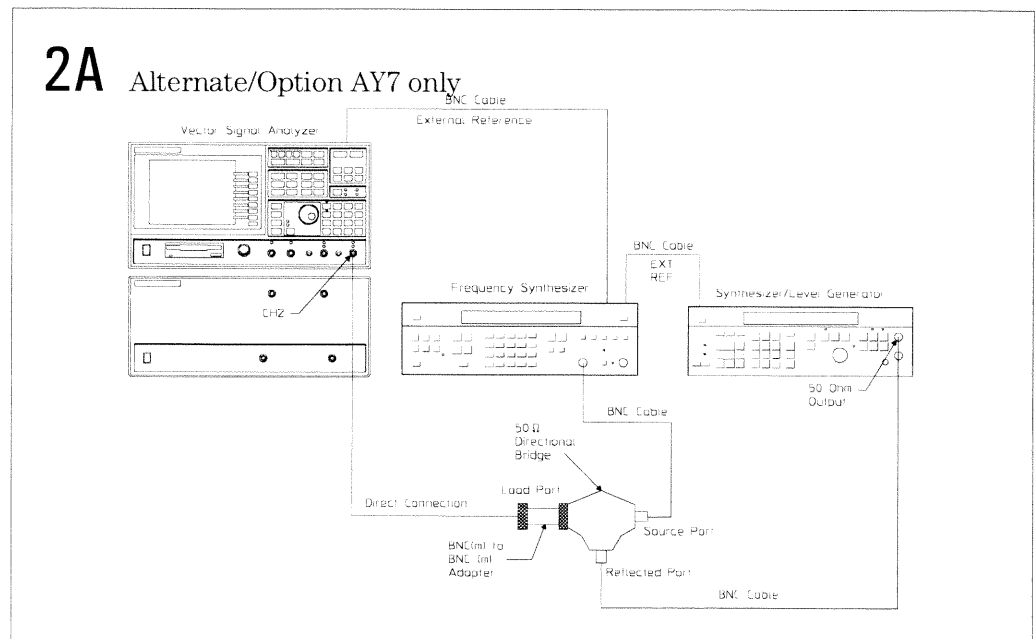 2A Alternate/Option AY7 only
BNC Cable
External Reference
Vector Signal Analyzer
BNC Cable
EXT
REF
Frequency Synthesizer
Synthesizer/Level Generator
CH2
50 Ohm
Output
BNC Cable
50 Ω
Directional
Bridge
Load Port
Direct Connection
Source Port
BNC(m) to
BNC (m)
Adapter
Reflected Port
BNC Cable